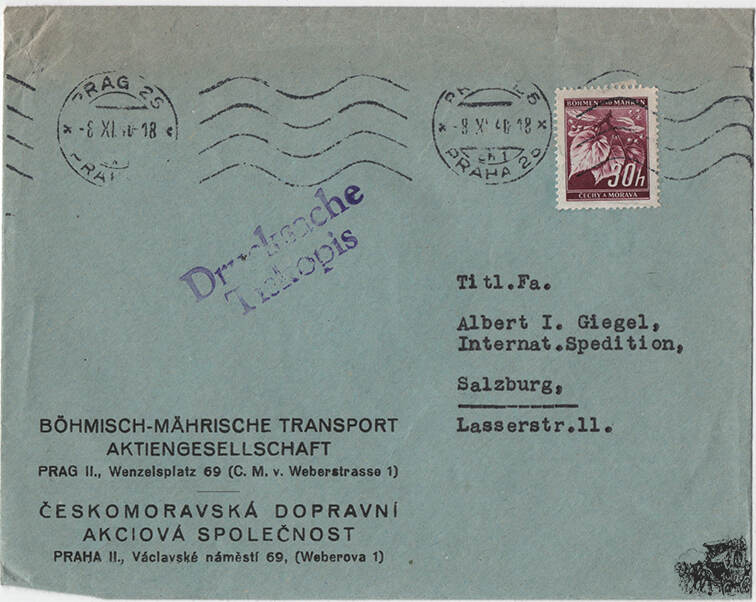 PRAG 25
-8 XI. 40-18
PRAHA 25
-8 XI. 40-18
BÖHMEN UND MÄHREN
30h
ČECHY A MORAVA
Drucksache
Tiskopis
Titl.Fa.
Albert I. Giegel,
Internat.Spedition,
Salzburg,
Lasserstr.11.
BÖHMISCH-MÄHRISCHE TRANSPORT
AKTIENGESELLSCHAFT
PRAG II., Wenzelsplatz 69 (C. M. v. Weberstrasse 1)
ČESKOMORAVSKÁ DOPRAVNÍ
AKCIOVÁ SPOLEČNOST
PRAHA II., Václavské náměstí 69, (Weberova 1)